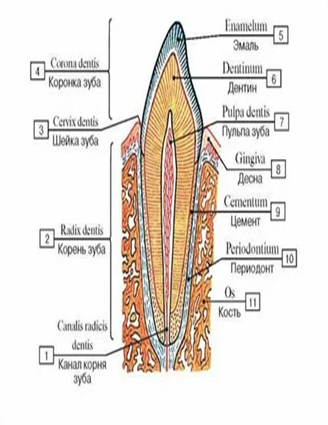 Enamelum
5
Эмаль
Corona dentis
4
Коронка зуба
Dentinum
6
Дентин
Cervix dentis
3
Шейка зуба
Pulpa dentis
7
Пульпа зуба
Gingiva
8
Десна
Cementum
9
Цемент
Radix dentis
2
Корень зуба
Periodontium
10
Периодонт
Os
11
Кость
Canalis radicis
dentis
1
Канал корня
зуба